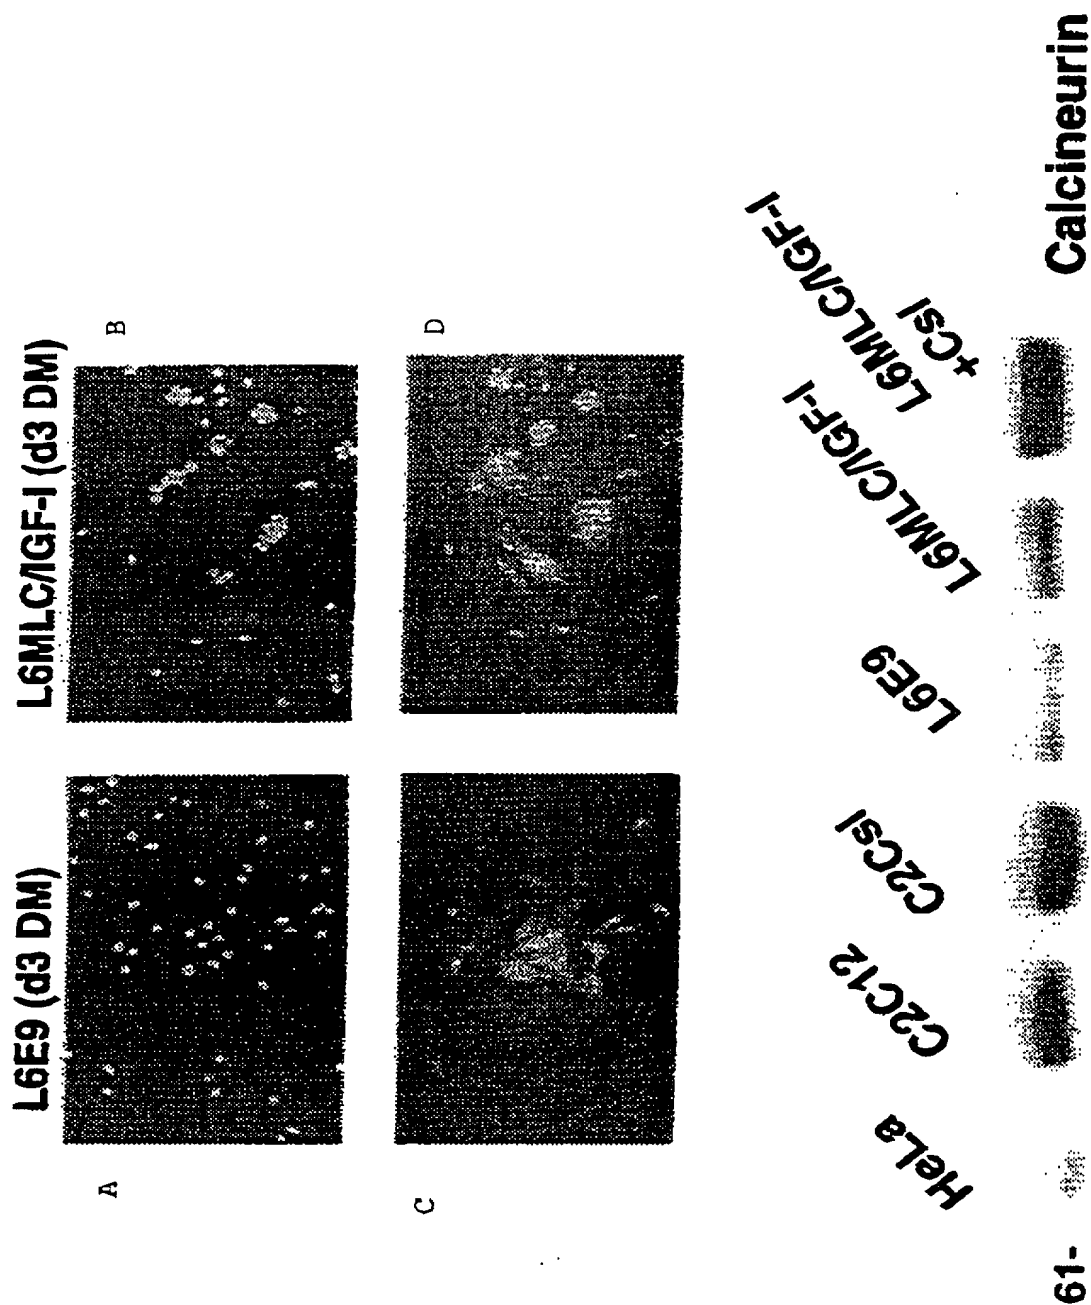 L6E9 (d3 DM)
L6MLC/IGF-I (d3 DM)
A
B
C
D
HeLa
C2C12
C2CsI
L6E9
L6MLC/IGF-I
L6MLC/IGF-I
+CsI
61-
Calcineurin